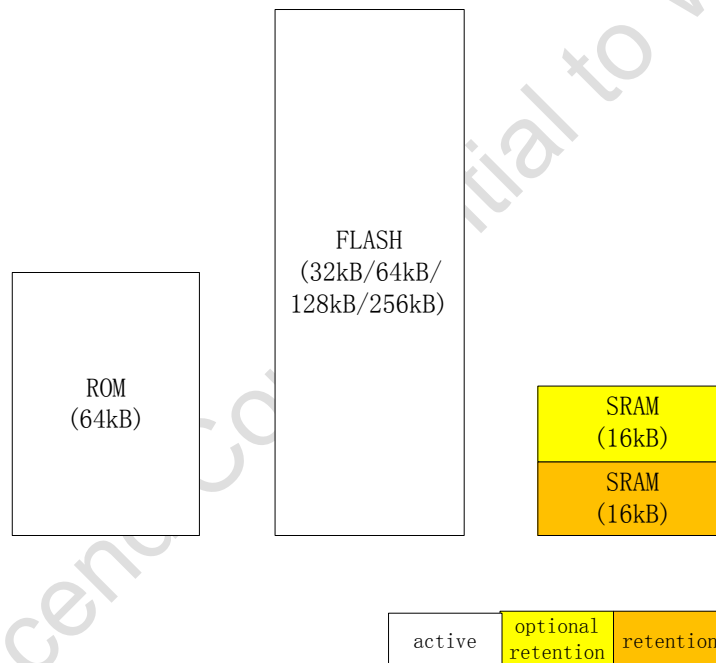 FLASH
(32kB/64kB/
128kB/256kB)
ROM
(64kB)
SRAM
(16kB)
SRAM
(16kB)
active
optional
retention
retention